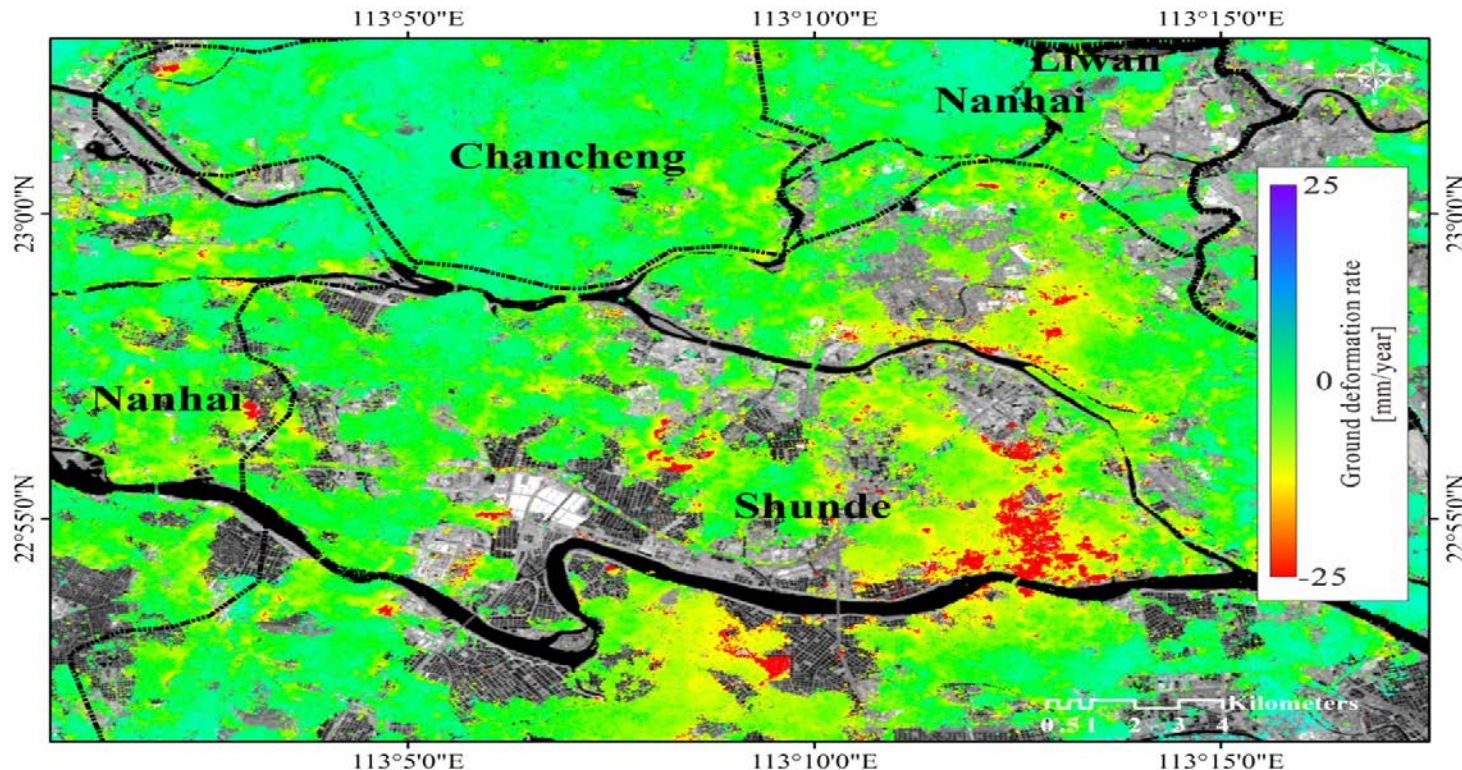 113°5'0"E 113°10'0"E 113°15'0"E
Liwan
Nanhai
Chancheng
23°0'0"N
23°0'0"N
25
0
-25
Ground deformation rate
[mm/year]
Nanhai
Shunde
22°55'0"N
22°55'0"N
Kilometers
0 .5 1 2 3 4
113°5'0"E 113°10'0"E 113°15'0"E